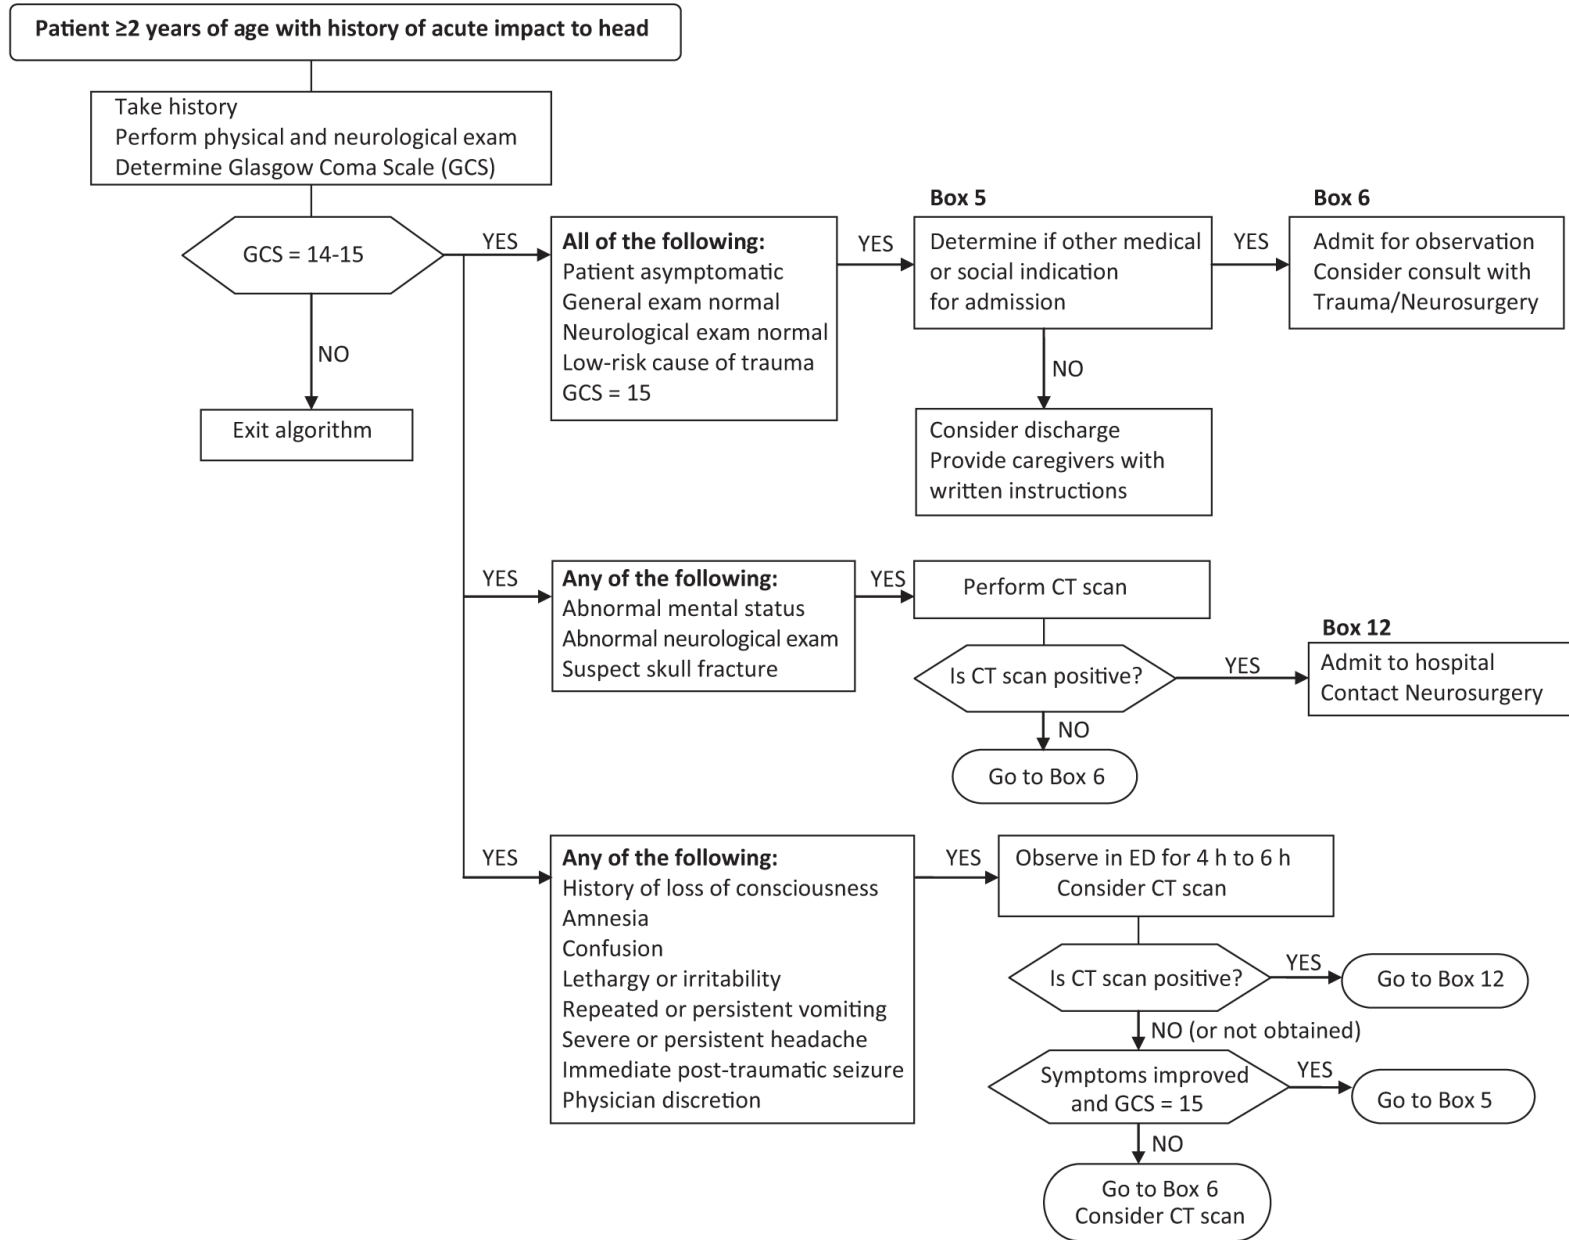 Patient ≥2 years of age with history of acute impact to head
Take history
Perform physical and neurological exam
Determine Glasgow Coma Scale (GCS)
GCS = 14-15
YES
NO
Exit algorithm
All of the following:
Patient asymptomatic
General exam normal
Neurological exam normal
Low-risk cause of trauma
GCS = 15
YES
Box 5
Determine if other medical
or social indication
for admission
YES
Box 6
Admit for observation
Consider consult with
Trauma/Neurosurgery
NO
Consider discharge
Provide caregivers with
written instructions
YES
Any of the following:
Abnormal mental status
Abnormal neurological exam
Suspect skull fracture
YES
Perform CT scan
Is CT scan positive?
YES
Box 12
Admit to hospital
Contact Neurosurgery
NO
Go to Box 6
YES
Any of the following:
History of loss of consciousness
Amnesia
Confusion
Lethargy or irritability
Repeated or persistent vomiting
Severe or persistent headache
Immediate post-traumatic seizure
Physician discretion
YES
Observe in ED for 4 h to 6 h
Consider CT scan
Is CT scan positive?
YES
Go to Box 12
NO (or not obtained)
Symptoms improved
and GCS = 15
YES
Go to Box 5
NO
Go to Box 6
Consider CT scan